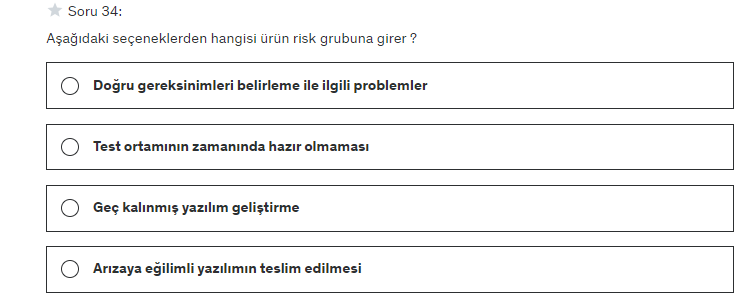 Soru 34:
Aşağıdaki seçeneklerden hangisi ürün risk grubuna girer ?
Doğru gereksinimleri belirleme ile ilgili problemler
Test ortamının zamanında hazır olmaması
Geç kalınmış yazılım geliştirme
Arızaya eğilimli yazılımın teslim edilmesi